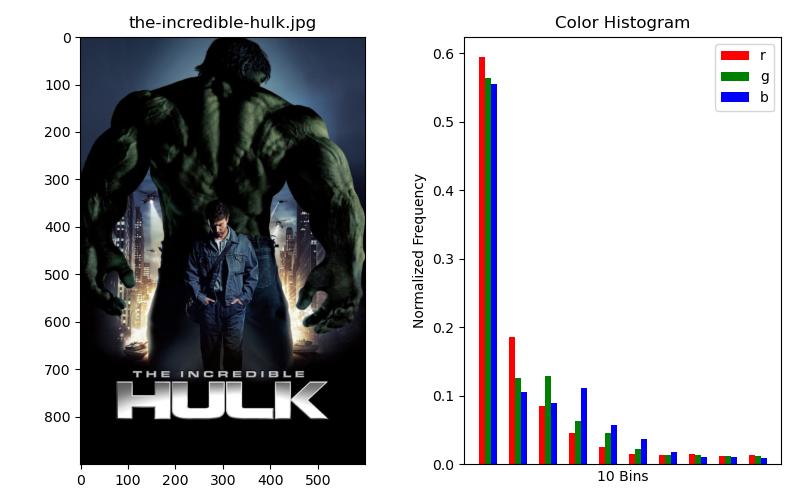 the-incredible-hulk.jpg
0
100
200
300
400
500
600
700
800
0 100 200 300 400 500
THE INCREDIBLE
HULK
Color Histogram
r
g
b
Normalized Frequency
0.6
0.5
0.4
0.3
0.2
0.1
0.0
10 Bins